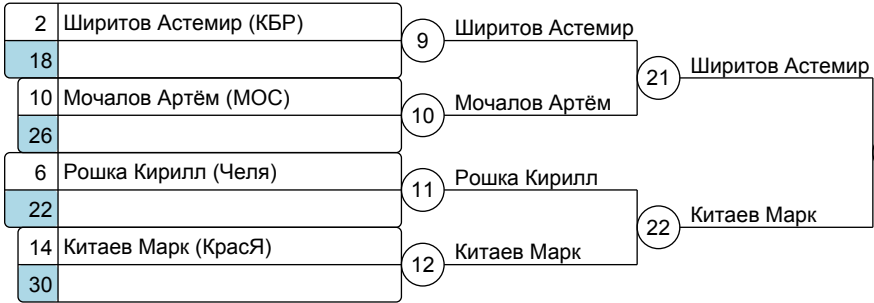 2 Ширитов Астемир (КБР)
18
9 Ширитов Астемир
10 Мочалов Артём (МОС)
26
10 Мочалов Артём
21 Ширитов Астемир
6 Рошка Кирилл (Челя)
22
11 Рошка Кирилл
14 Китаев Марк (КрасЯ)
30
12 Китаев Марк
22 Китаев Марк